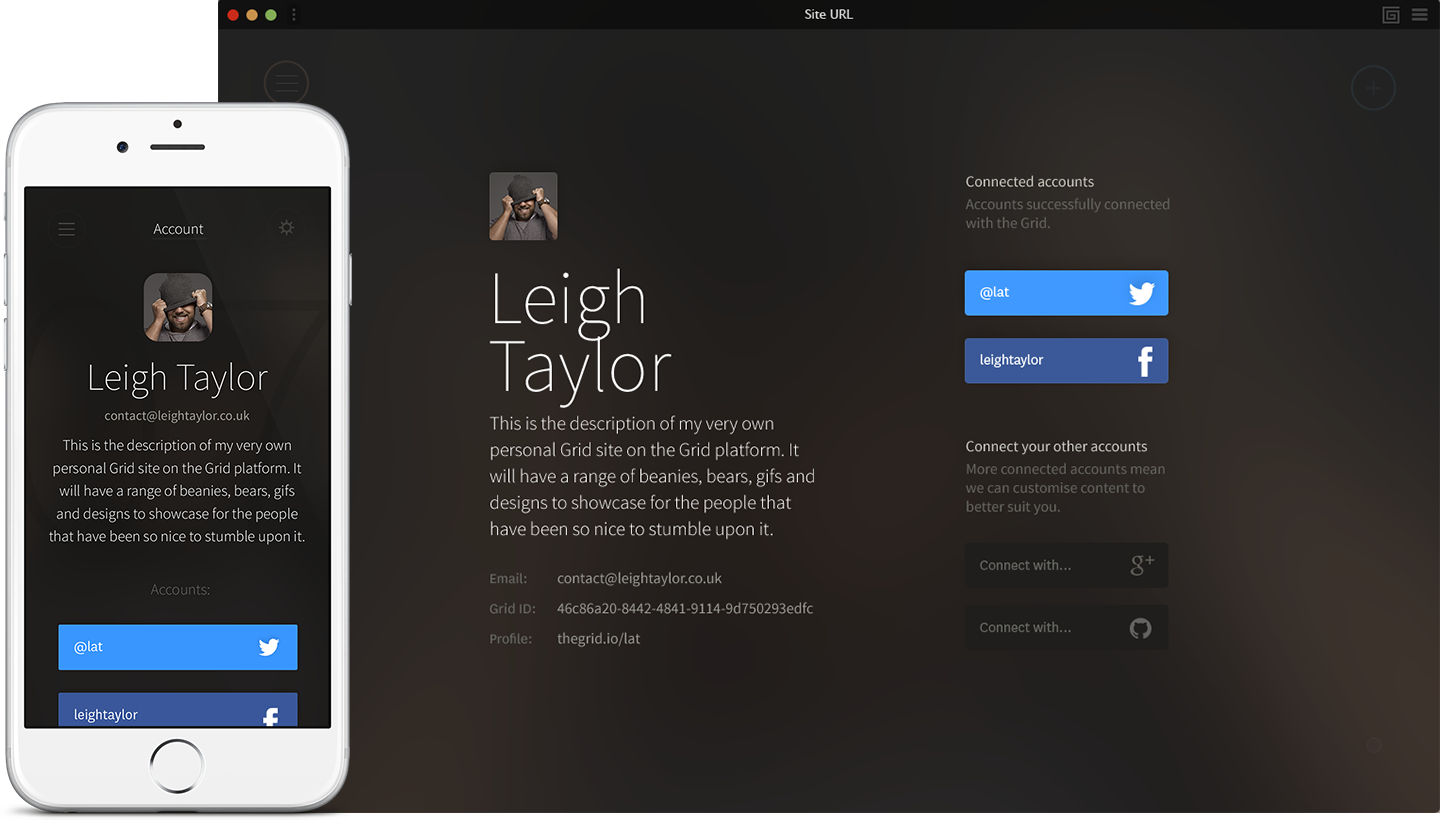 Site URL
Account
Leigh Taylor
contact@leightaylor.co.uk
This is the description of my very own
personal Grid site on the Grid platform. It
will have a range of beanies, bears, gifs
and designs to showcase for the people
that have been so nice to stumble upon it.
Accounts:
@lat
leightaylor
Leigh
Taylor
This is the description of my very own
personal Grid site on the Grid platform. It
will have a range of beanies, bears, gifs and
designs to showcase for the people that
have been so nice to stumble upon it.
Email: contact@leightaylor.co.uk
Grid ID: 46c86a20-8442-4841-9114-9d750293edfc
Profile: thegrid.io/lat
Connected accounts
Accounts successfully connected
with the Grid.
@lat
leightaylor
Connect your other accounts
More connected accounts mean
we can customise content to
better suit you.
Connect with...
Connect with...